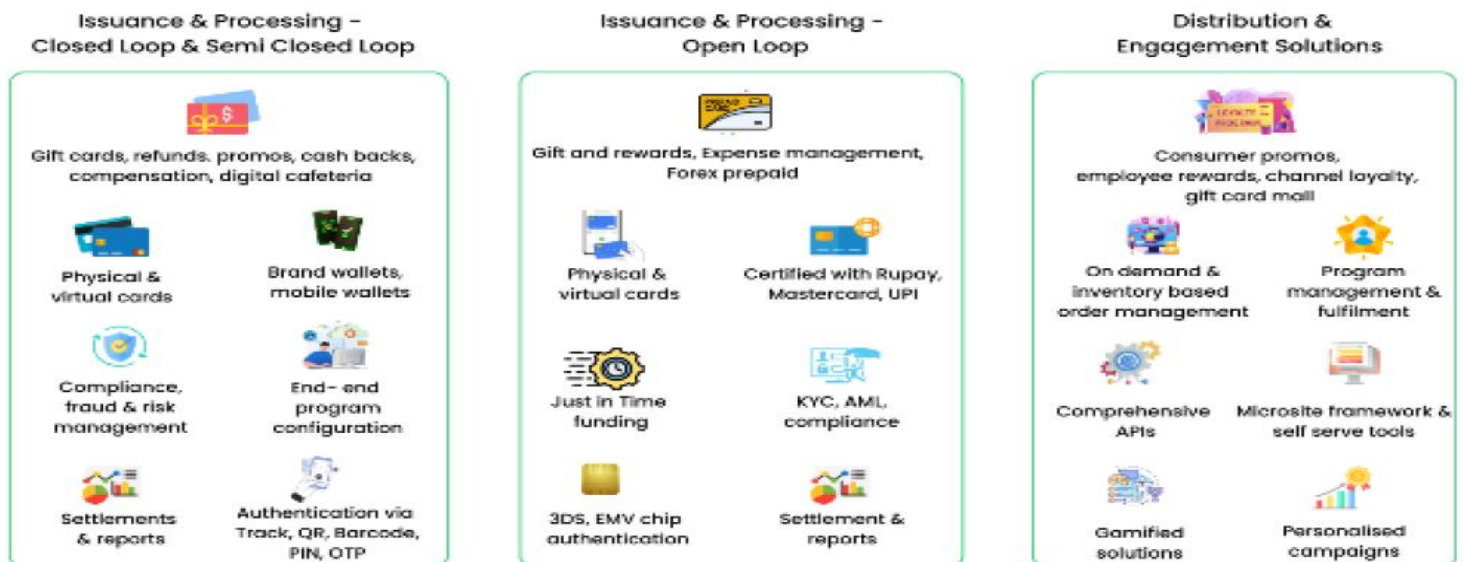 Issuance & Processing -
Closed Loop & Semi Closed Loop
Gift cards, refunds. promos, cash backs,
compensation, digital cafeteria
Physical &
virtual cards
Brand wallets,
mobile wallets
Compliance,
fraud & risk
management
End- end
program
configuration
Settlements
& reports
Authentication via
Track, QR, Barcode,
PIN, OTP
Issuance & Processing -
Open Loop
Gift and rewards, Expense management,
Forex prepaid
Physical &
virtual cards
Certified with Rupay,
Mastercard, UPI
Just in Time
funding
KYC, AML,
compliance
3DS, EMV chip
authentication
Settlement &
reports
Distribution &
Engagement Solutions
LOYALTY
PROGRAM
Consumer promos,
employee rewards, channel loyalty,
gift card mall
On demand &
inventory based
order management
Program
management &
fulfilment
Comprehensive
APIs
Microsite framework &
self serve tools
Gamified
solutions
Personalised
campaigns